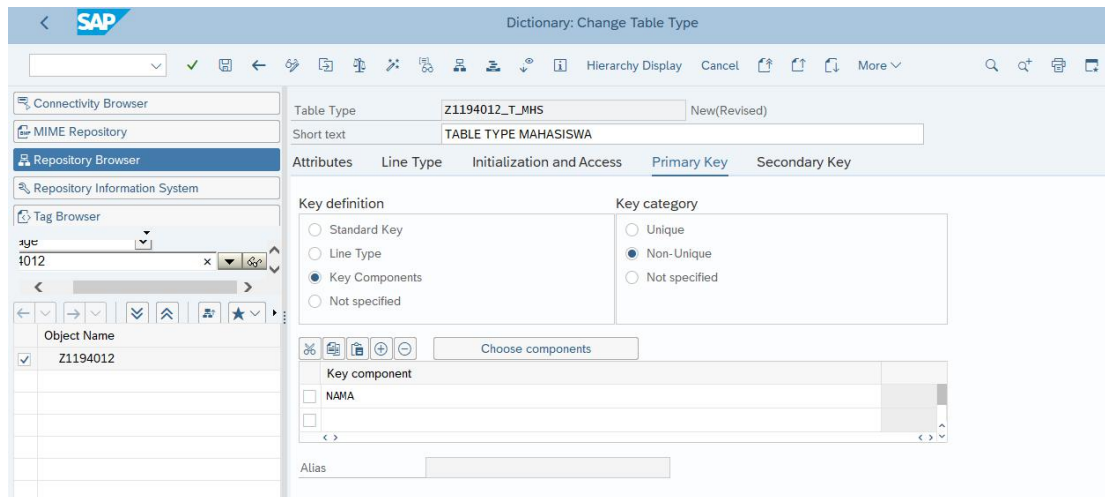 SAP Dictionary: Change Table Type
Hierarchy Display Cancel More
Connectivity Browser
MIME Repository
Repository Browser
Repository Information System
Tag Browser
4012
Object Name
Z1194012
Table Type Z1194012_T_MHS New(Revised)
Short text TABLE TYPE MAHASISWA
Attributes Line Type Initialization and Access Primary Key Secondary Key
Key definition Key category
Standard Key Unique
Line Type Non-Unique
Key Components Not specified
Not specified
Choose components
Key component
NAMA
Alias